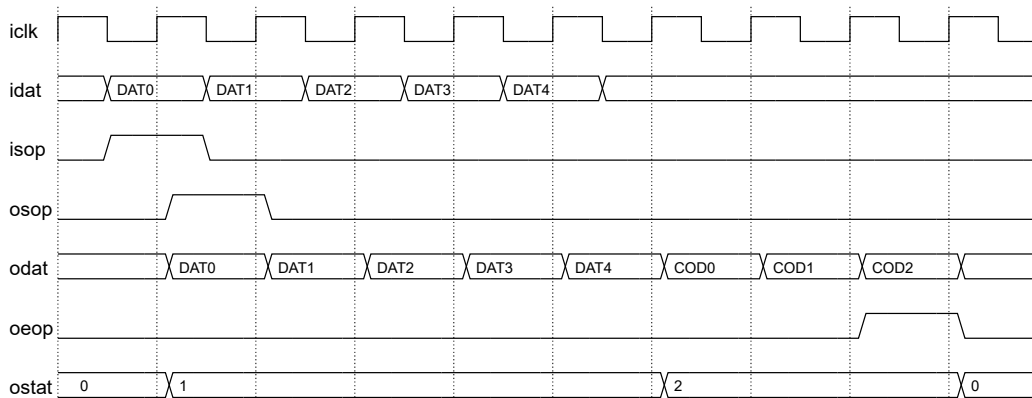 iclk
idat DAT0 DAT1 DAT2 DAT3 DAT4
isop
osop
odat DAT0 DAT1 DAT2 DAT3 DAT4 COD0 COD1 COD2
oeop
ostat 0 1 2 0